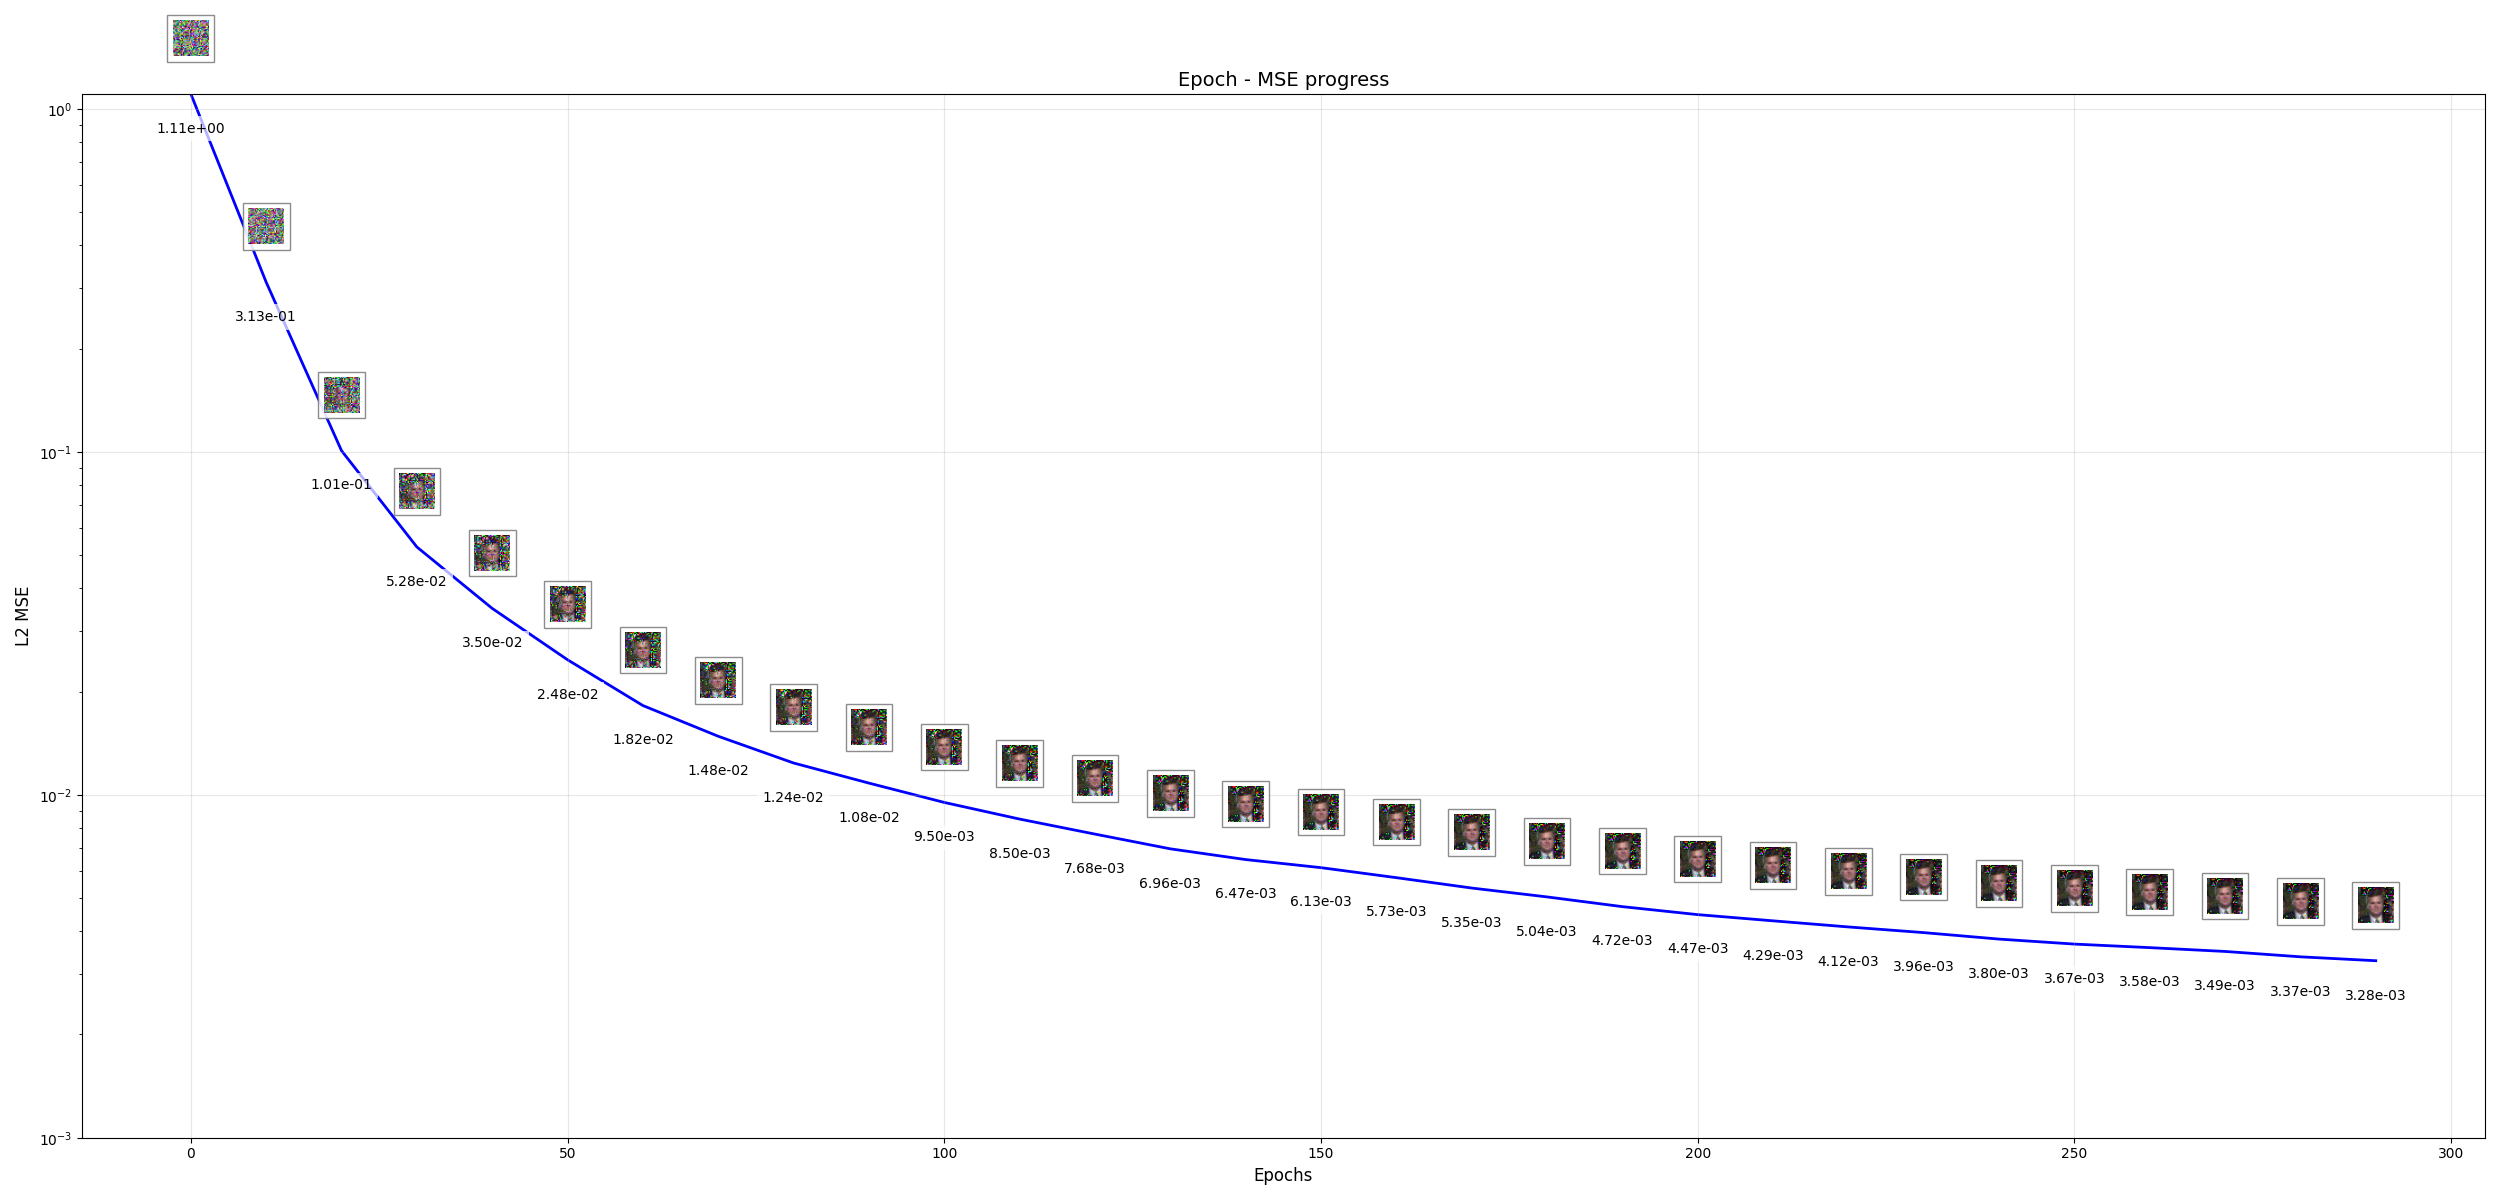 Epoch - MSE progress
10⁰
10⁻¹
10⁻²
10⁻³
L2 MSE
1.11e+00
3.13e-01
1.01e-01
5.28e-02
3.50e-02
2.48e-02
1.82e-02
1.48e-02
1.24e-02
1.08e-02
9.50e-03
8.50e-03
7.68e-03
6.96e-03
6.47e-03
6.13e-03
5.73e-03
5.35e-03
5.04e-03
4.72e-03
4.47e-03
4.29e-03
4.12e-03
3.96e-03
3.80e-03
3.67e-03
3.58e-03
3.49e-03
3.37e-03
3.28e-03
0 50 100 150 200 250 300
Epochs